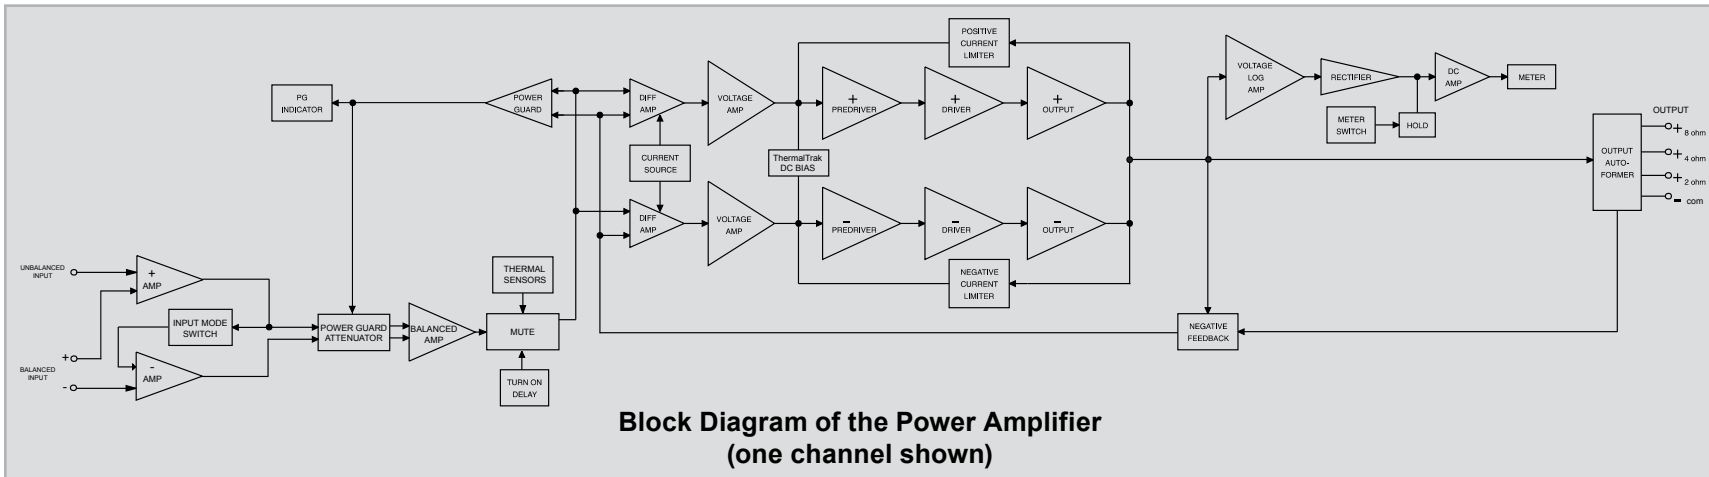 POSITIVE
CURRENT
LIMITER
VOLTAGE
LOG
AMP
RECTIFIER
DC
AMP
METER
METER
SWITCH
HOLD
OUTPUT
+ 8 ohm
+ 4 ohm
+ 2 ohm
- com
OUTPUT
AUTO-
FORMER
PG
INDICATOR
POWER
GUARD
DIFF
AMP
VOLTAGE
AMP
+
PREDRIVER
+
DRIVER
+
OUTPUT
CURRENT
SOURCE
ThermalTrak
DC BIAS
DIFF
AMP
VOLTAGE
AMP
-
PREDRIVER
-
DRIVER
-
OUTPUT
NEGATIVE
CURRENT
LIMITER
NEGATIVE
FEEDBACK
UNBALANCED
INPUT
+
AMP
INPUT MODE
SWITCH
+
BALANCED
INPUT
-
-
AMP
POWER GUARD
ATTENUATOR
BALANCED
AMP
THERMAL
SENSORS
MUTE
TURN ON
DELAY
Block Diagram of the Power Amplifier
(one channel shown)